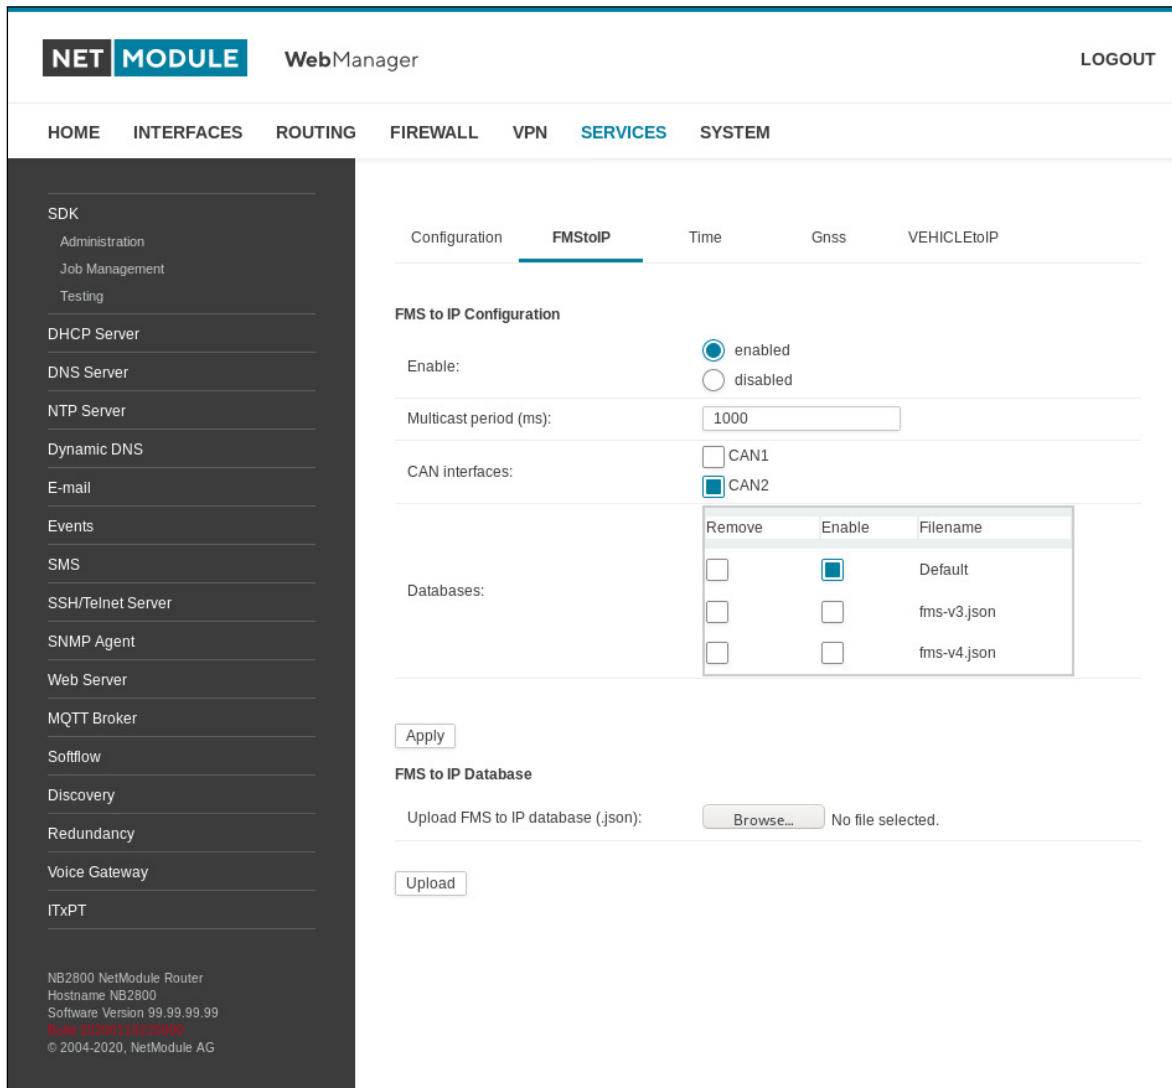 NET MODULE WebManager LOGOUT
HOME INTERFACES ROUTING FIREWALL VPN SERVICES SYSTEM
SDK
Administration
Job Management
Testing
DHCP Server
DNS Server
NTP Server
Dynamic DNS
E-mail
Events
SMS
SSH/Telnet Server
SNMP Agent
Web Server
MQTT Broker
Softflow
Discovery
Redundancy
Voice Gateway
ITxPT
NB2800 NetModule Router
Hostname NB2800
Software Version 99.99.99.99
Build
© 2004-2020, NetModule AG
Configuration FMStoIP Time Gnss VEHICLEtoIP
FMS to IP Configuration
Enable:
enabled
disabled
Multicast period (ms): 1000
CAN interfaces:
CAN1
CAN2
Databases:
Remove Enable Filename
Default
fms-v3.json
fms-v4.json
Apply
FMS to IP Database
Upload FMS to IP database (.json): Browse... No file selected.
Upload